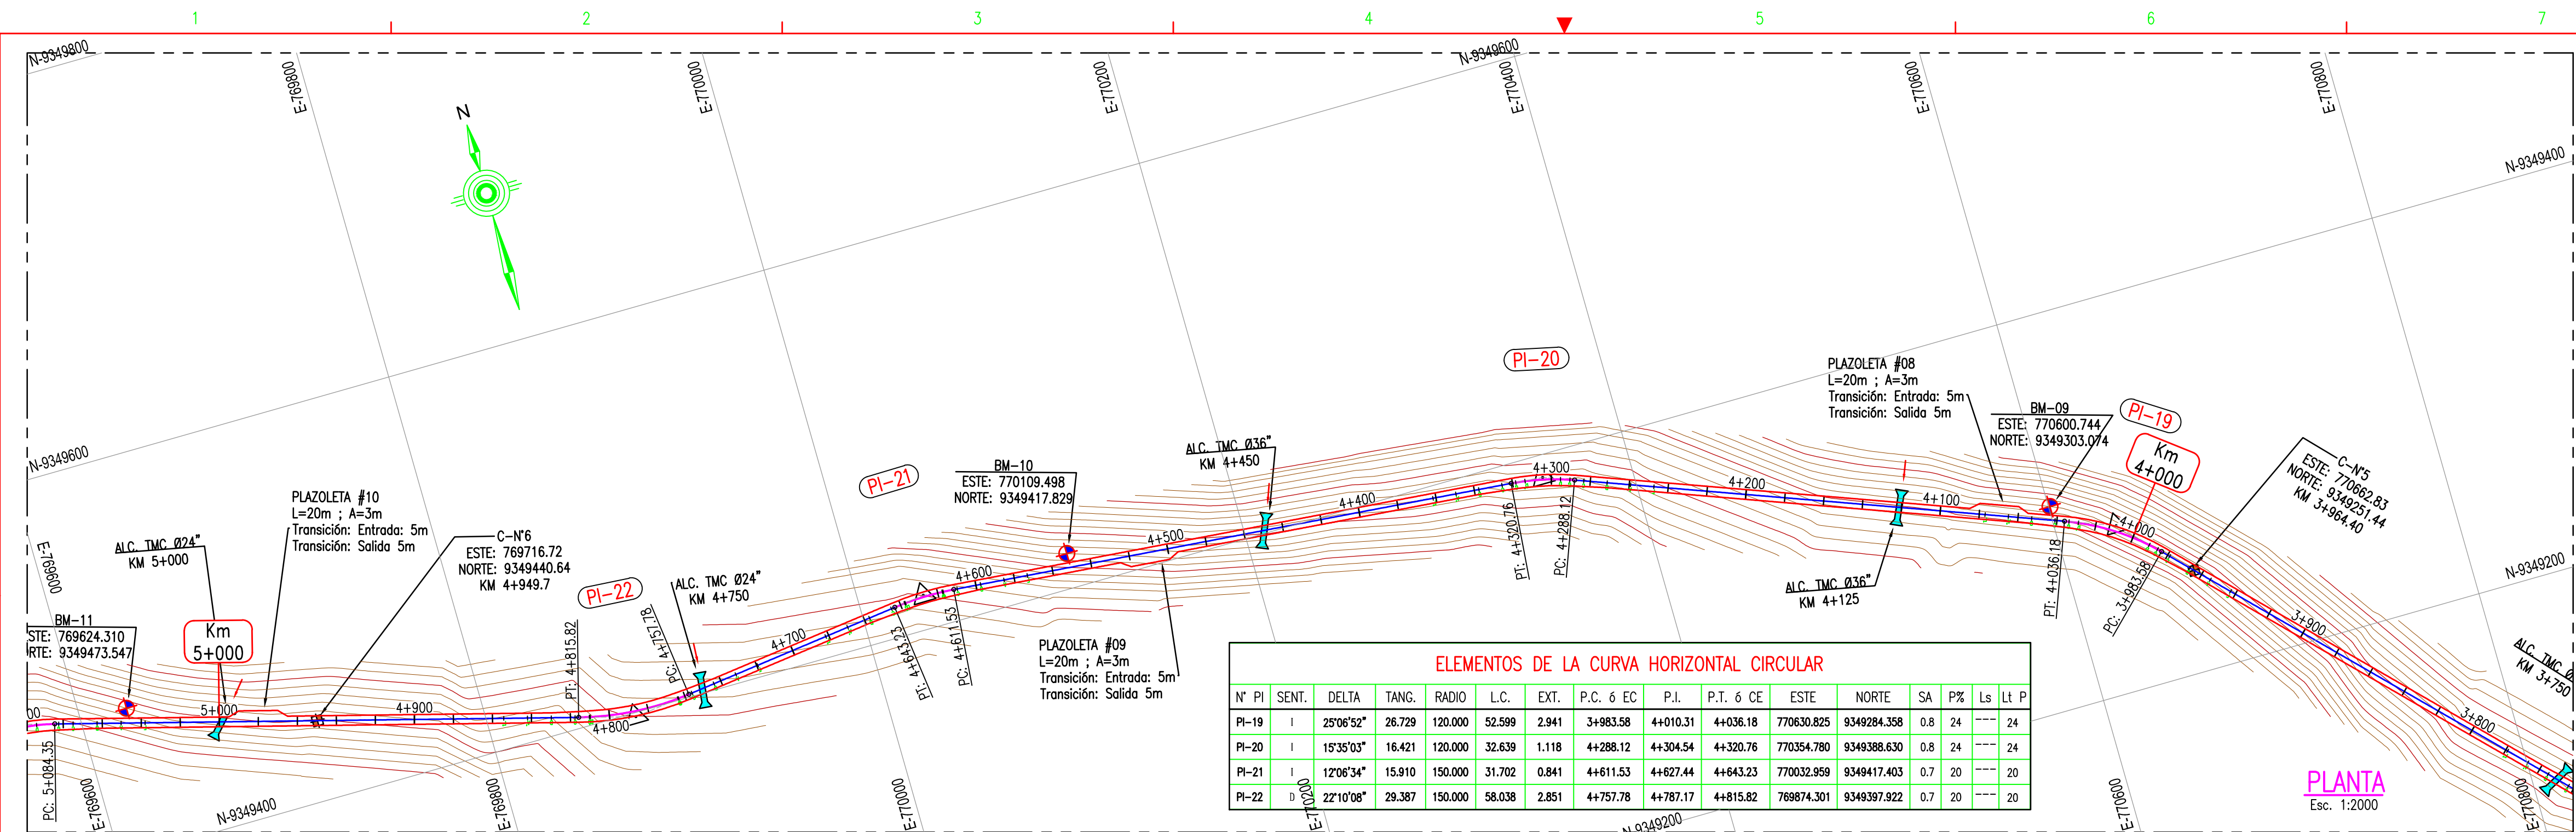 1 2 3 4 5 6 7
N-9349800
E-769800
E-770000
E-770200
N-9349600
E-770400
E-770600
E-770800
N-9349400
N
N-9349600
E-769600
PI-20
PLAZOLETA #08
L=20m ; A=3m
Transición: Entrada: 5m
Transición: Salida 5m
BM-09
ESTE: 770600.744
NORTE: 9349303.074
PI-19
Km
4+000
C-N°5
ESTE: 770662.83
NORTE: 9349251.44
KM 3+964.40
ALC. TMC Ø36"
KM 4+450
BM-10
ESTE: 770109.498
NORTE: 9349417.829
PI-21
PLAZOLETA #10
L=20m ; A=3m
Transición: Entrada: 5m
Transición: Salida 5m
C-N°6
ESTE: 769716.72
NORTE: 9349440.64
KM 4+949.7
ALC. TMC Ø24"
KM 5+000
PI-22
ALC. TMC Ø24"
KM 4+750
BM-11
STE: 769624.310
RTE: 9349473.547
Km
5+000
00
5+000
4+900
4+800
4+700
4+600
4+500
4+400
4+300
4+200
4+100
4+000
3+900
3+800
PC: 5+084.35
PT: 4+815.82
PC: 4+757.78
PT: 4+643.23
PC: 4+611.53
PT: 4+320.76
PC: 4+288.12
PT: 4+036.18
PC: 3+983.58
ALC. TMC Ø36"
KM 4+125
N-9349200
ALC. TMC Ø
KM 3+750
PLAZOLETA #09
L=20m ; A=3m
Transición: Entrada: 5m
Transición: Salida 5m
ELEMENTOS DE LA CURVA HORIZONTAL CIRCULAR
N° PI SENT. DELTA TANG. RADIO L.C. EXT. P.C. ó EC P.I. P.T. ó CE ESTE NORTE SA P% Ls Lt P
PI-19 I 25°06'52" 26.729 120.000 52.599 2.941 3+983.58 4+010.31 4+036.18 770630.825 9349284.358 0.8 24 --- 24
PI-20 I 15°35'03" 16.421 120.000 32.639 1.118 4+288.12 4+304.54 4+320.76 770354.780 9349388.630 0.8 24 --- 24
PI-21 I 12°06'34" 15.910 150.000 31.702 0.841 4+611.53 4+627.44 4+643.23 770032.959 9349417.403 0.7 20 --- 20
PI-22 D 22°10'08" 29.387 150.000 58.038 2.851 4+757.78 4+787.17 4+815.82 769874.301 9349397.922 0.7 20 --- 20
E-769600
N-9349400
E-769800
E-770000
E-770200
N-9349200
E-770600
E-770800
PLANTA
Esc. 1:2000